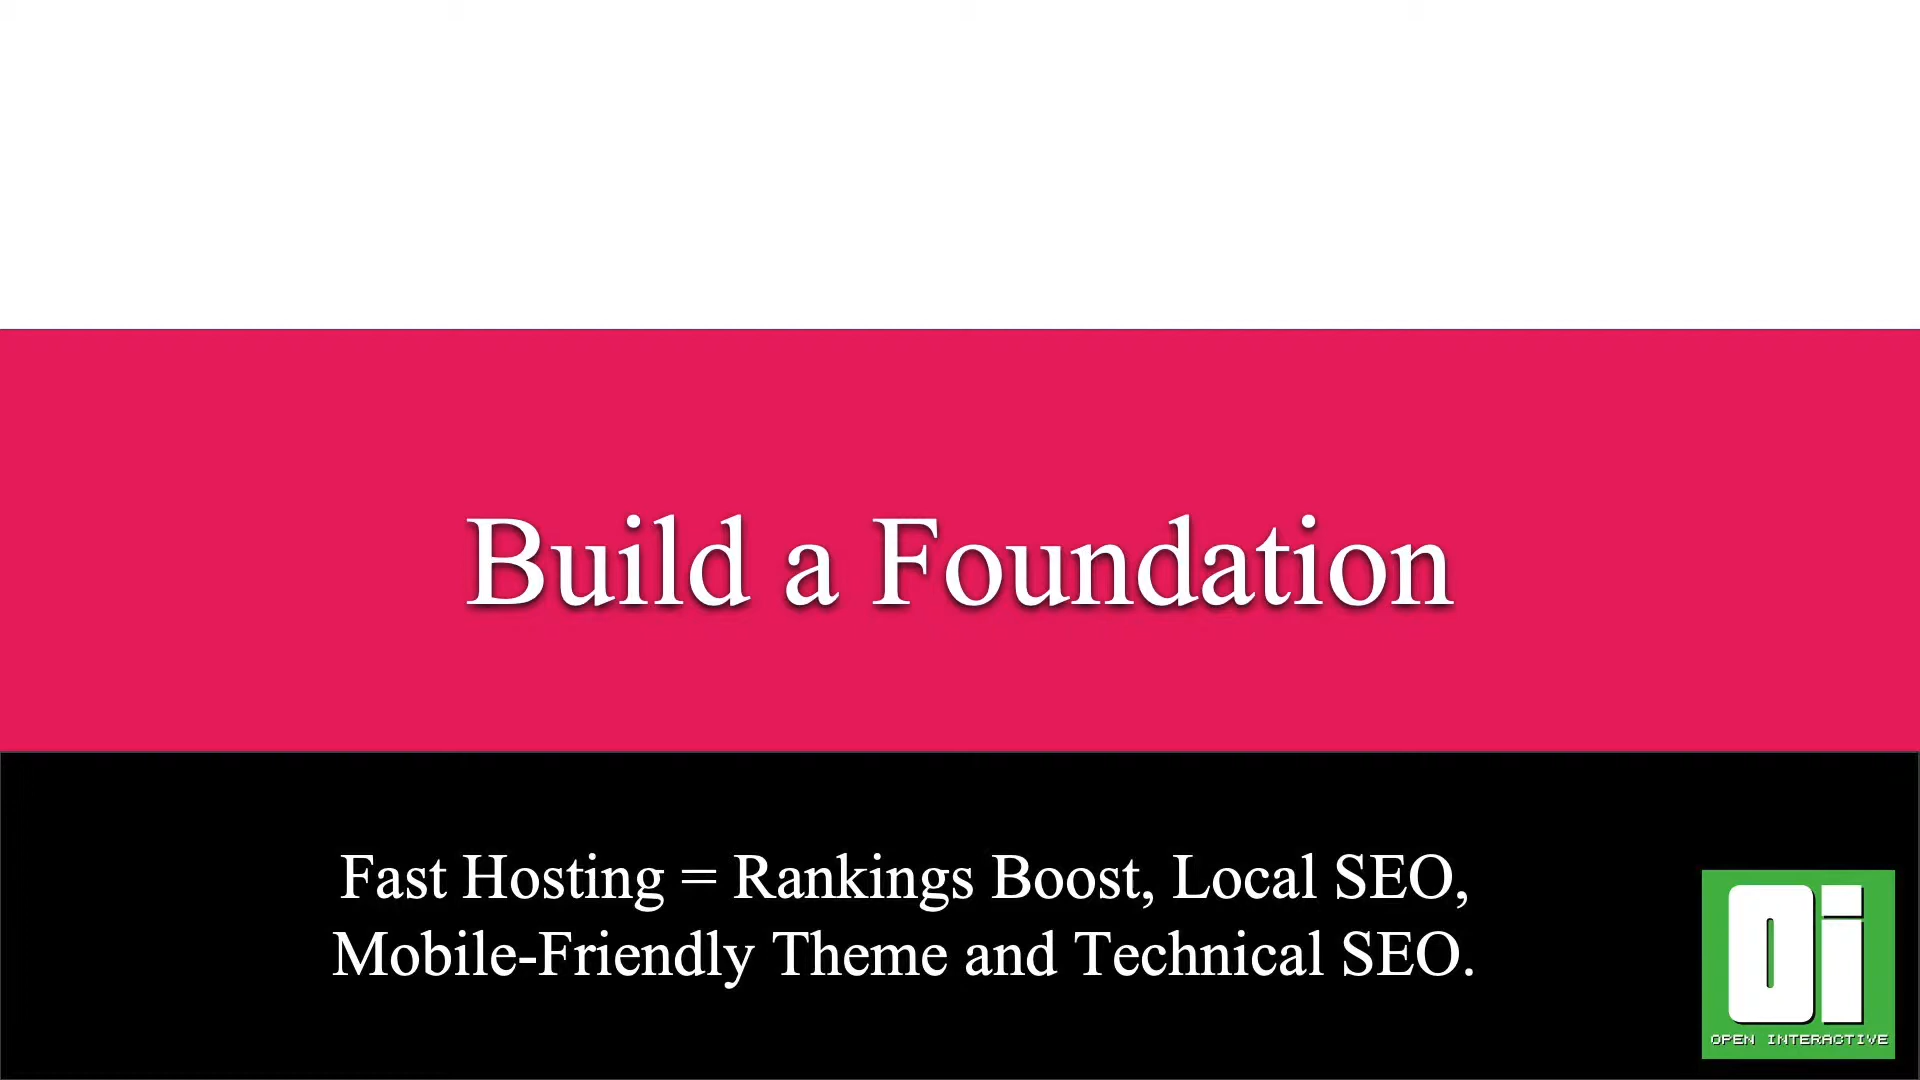 Build a Foundation
Fast Hosting = Rankings Boost, Local SEO,
Mobile-Friendly Theme and Technical SEO.
Oi
OPEN INTERACTIVE